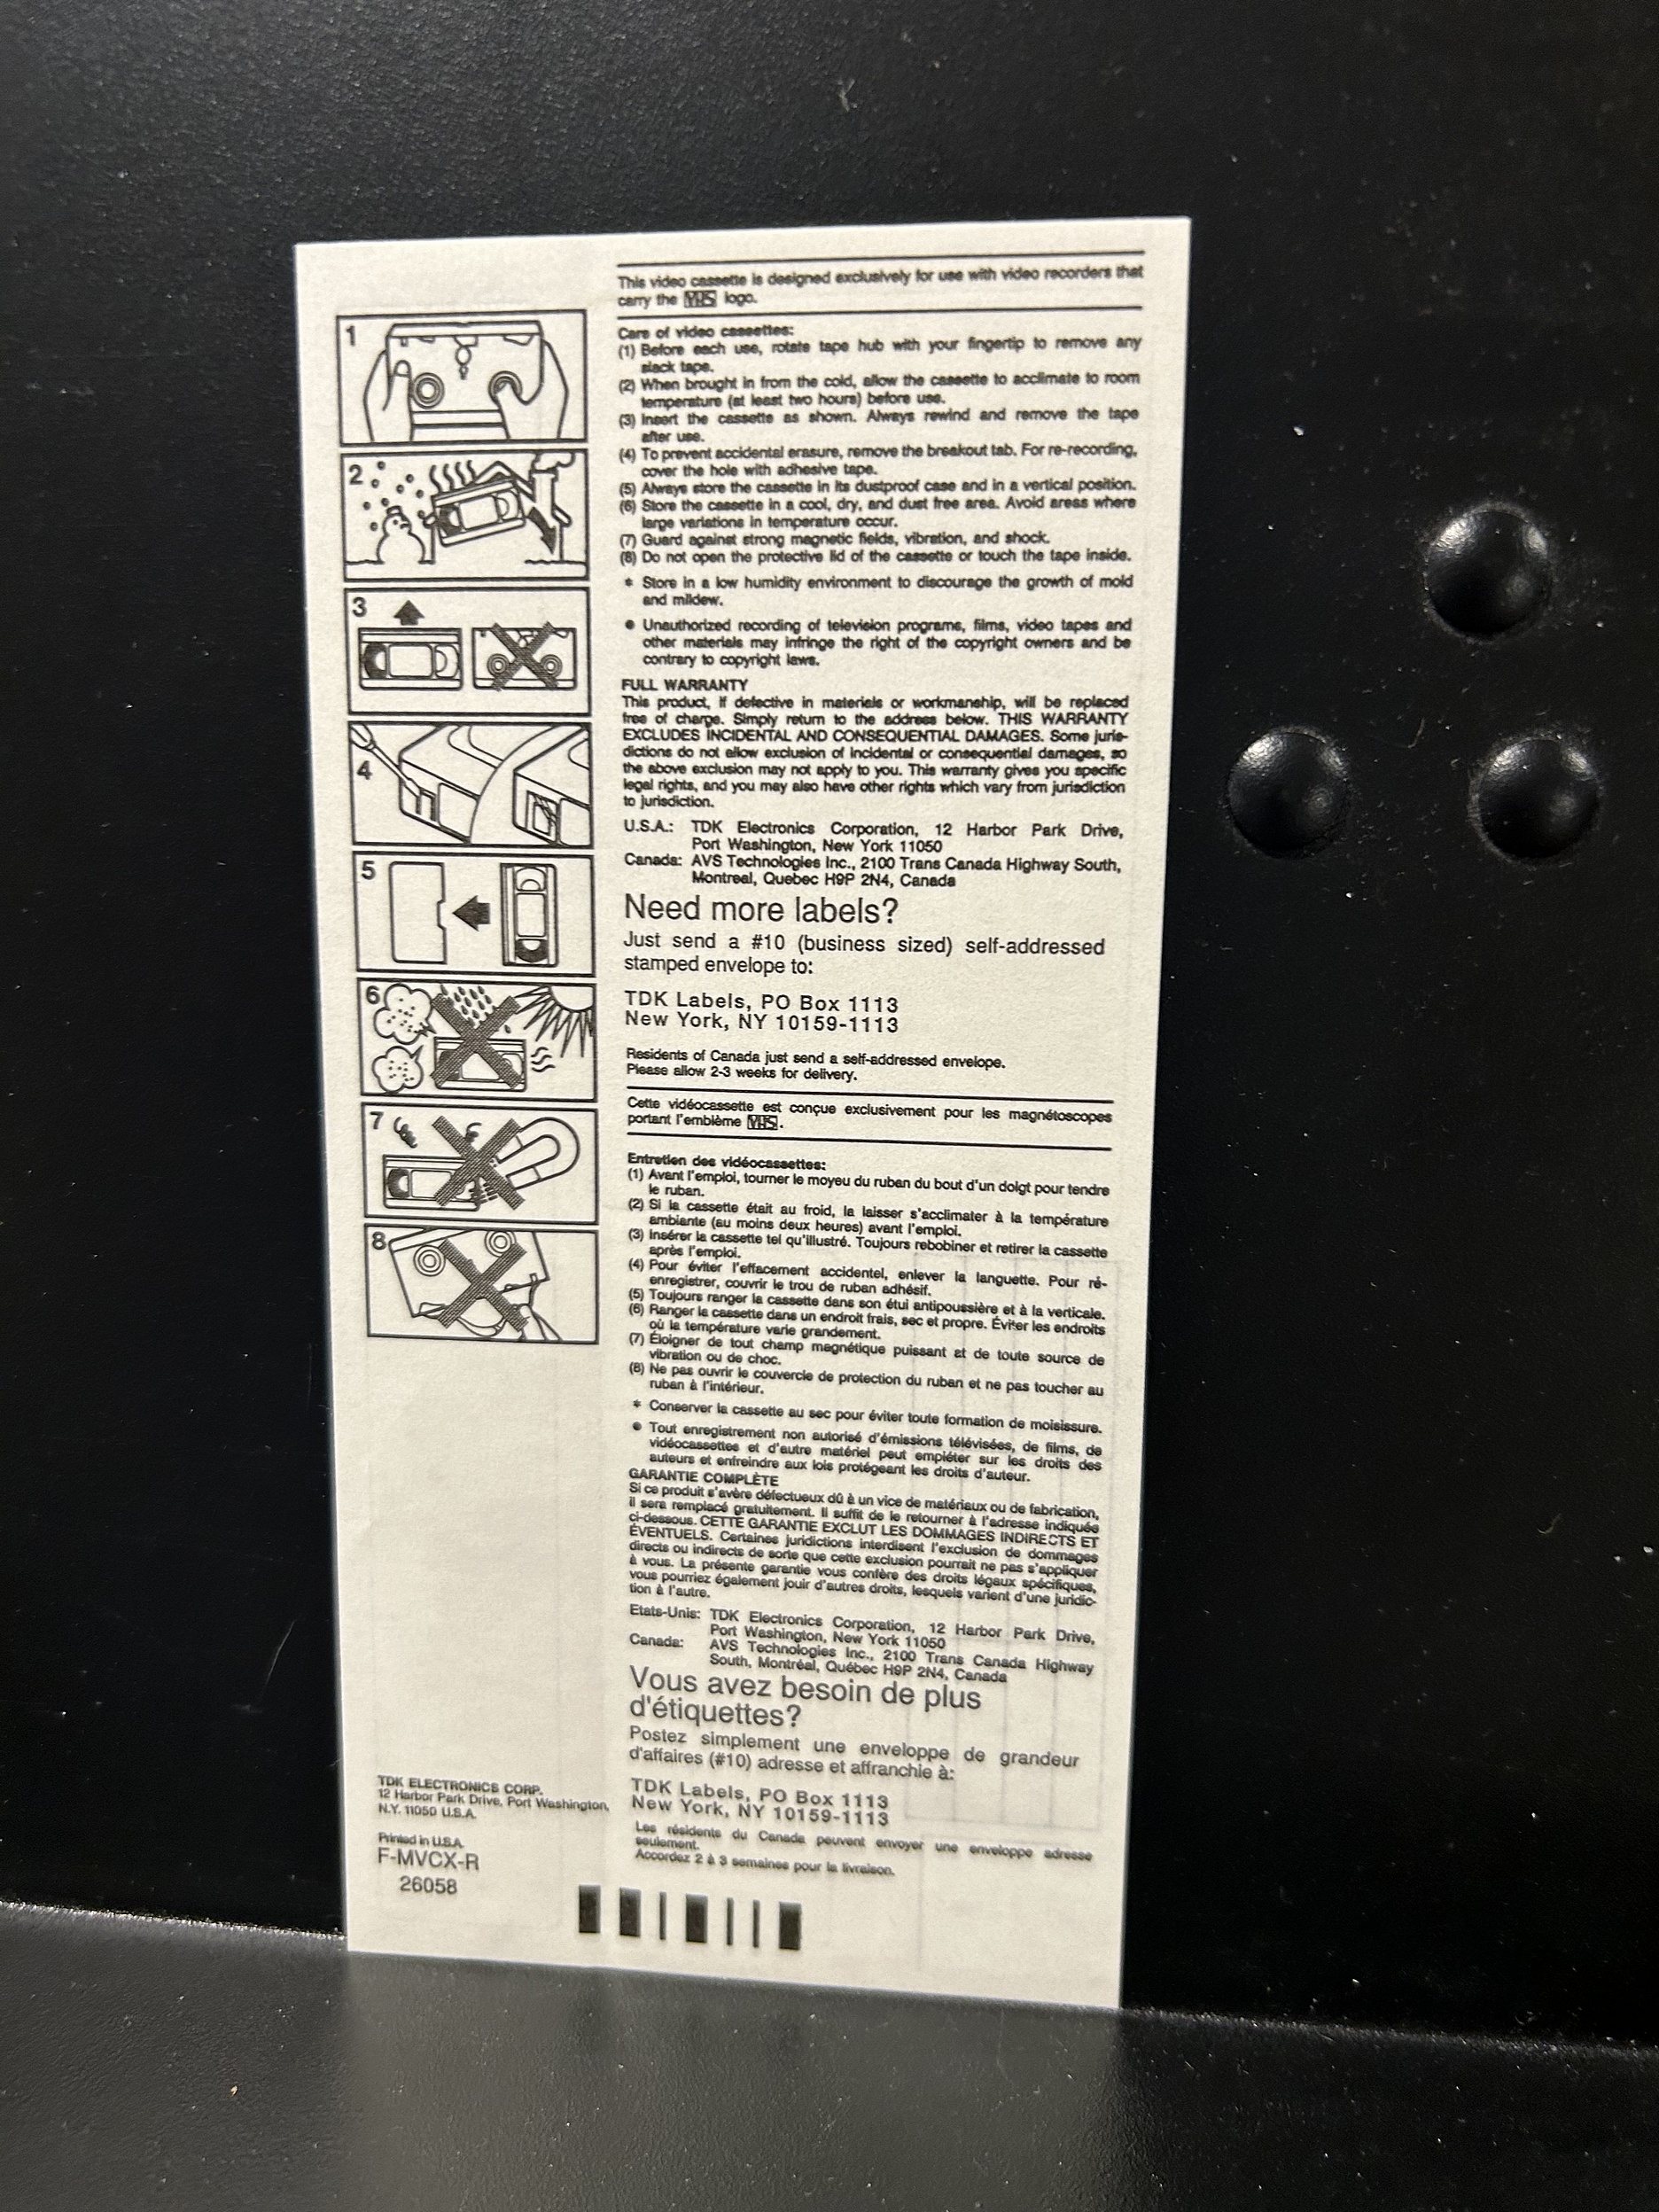 This video cassette is designed exclusively for use with video recorders that
carry the VHS logo.
Care of video cassettes:
(1) Before each use, rotate tape hub with your fingertip to remove any
slack tape.
(2) When brought in from the cold, allow the cassette to acclimate to room
temperature (at least two hours) before use.
(3) Insert the cassette as shown. Always rewind and remove the tape
after use.
(4) To prevent accidental erasure, remove the breakout tab. For re-recording,
cover the hole with adhesive tape.
(5) Always store the cassette in its dustproof case and in a vertical position.
(6) Store the cassette in a cool, dry, and dust free area. Avoid areas where
large variations in temperature occur.
(7) Guard against strong magnetic fields, vibration, and shock.
(8) Do not open the protective lid of the cassette or touch the tape inside.
* Store in a low humidity environment to discourage the growth of mold
and mildew.
● Unauthorized recording of television programs, films, video tapes and
other materials may infringe the right of the copyright owners and be
contrary to copyright laws.
FULL WARRANTY
This product, if defective in materials or workmanship, will be replaced
free of charge. Simply return to the address below. THIS WARRANTY
EXCLUDES INCIDENTAL AND CONSEQUENTIAL DAMAGES. Some juris-
dictions do not allow exclusion of incidental or consequential damages, so
the above exclusion may not apply to you. This warranty gives you specific
legal rights, and you may also have other rights which vary from jurisdiction
to jurisdiction.
U.S.A.: TDK Electronics Corporation, 12 Harbor Park Drive,
Port Washington, New York 11050
Canada: AVS Technologies Inc., 2100 Trans Canada Highway South,
Montreal, Quebec H9P 2N4, Canada
Need more labels?
Just send a #10 (business sized) self-addressed
stamped envelope to:
TDK Labels, PO Box 1113
New York, NY 10159-1113
Residents of Canada just send a self-addressed envelope.
Please allow 2-3 weeks for delivery.
Cette vidéocassette est conçue exclusivement pour les magnétoscopes
portant l'emblème VHS.
Entretien des vidéocassettes:
(1) Avant l'emploi, tourner le moyeu du ruban du bout d'un doigt pour tendre
le ruban.
(2) Si la cassette était au froid, la laisser s'acclimater à la température
ambiante (au moins deux heures) avant l'emploi.
(3) Insérer la cassette tel qu'illustré. Toujours rebobiner et retirer la cassette
après l'emploi.
(4) Pour éviter l'effacement accidentel, enlever la languette. Pour ré-
enregistrer, couvrir le trou de ruban adhésif.
(5) Toujours ranger la cassette dans son étui antipoussière et à la verticale.
(6) Ranger la cassette dans un endroit frais, sec et propre. Éviter les endroits
où la température varie grandement.
(7) Éloigner de tout champ magnétique puissant et de toute source de
vibration ou de choc.
(8) Ne pas ouvrir le couvercle de protection du ruban et ne pas toucher au
ruban à l'intérieur.
* Conserver la cassette au sec pour éviter toute formation de moisissure.
● Tout enregistrement non autorisé d'émissions télévisées, de films, de
vidéocassettes et d'autre matériel peut empiéter sur les droits des
auteurs et enfreindre aux lois protégeant les droits d'auteur.
GARANTIE COMPLÈTE
Si ce produit s'avère défectueux dû à un vice de matériaux ou de fabrication,
il sera remplacé gratuitement. Il suffit de le retourner à l'adresse indiquée
ci-dessous. CETTE GARANTIE EXCLUT LES DOMMAGES INDIRECTS ET
ÉVENTUELS. Certaines juridictions interdisent l'exclusion de dommages
directs ou indirects de sorte que cette exclusion pourrait ne pas s'appliquer
à vous. La présente garantie vous confère des droits légaux spécifiques,
vous pourriez également jouir d'autres droits, lesquels varient d'une juridic-
tion à l'autre.
Etats-Unis: TDK Electronics Corporation, 12 Harbor Park Drive,
Port Washington, New York 11050
Canada: AVS Technologies Inc., 2100 Trans Canada Highway
South, Montréal, Québec H9P 2N4, Canada
Vous avez besoin de plus
d'étiquettes?
Postez simplement une enveloppe de grandeur
d'affaires (#10) adresse et affranchie à:
TDK Labels, PO Box 1113
New York, NY 10159-1113
Les résidents du Canada peuvent envoyer une enveloppe adresse
seulement.
Accordez 2 à 3 semaines pour la livraison.
1
2
3
4
5
6
7
8
TDK ELECTRONICS CORP.
12 Harbor Park Drive, Port Washington,
N.Y. 11050 U.S.A.
Printed in U.S.A.
F-MVCX-R
26058